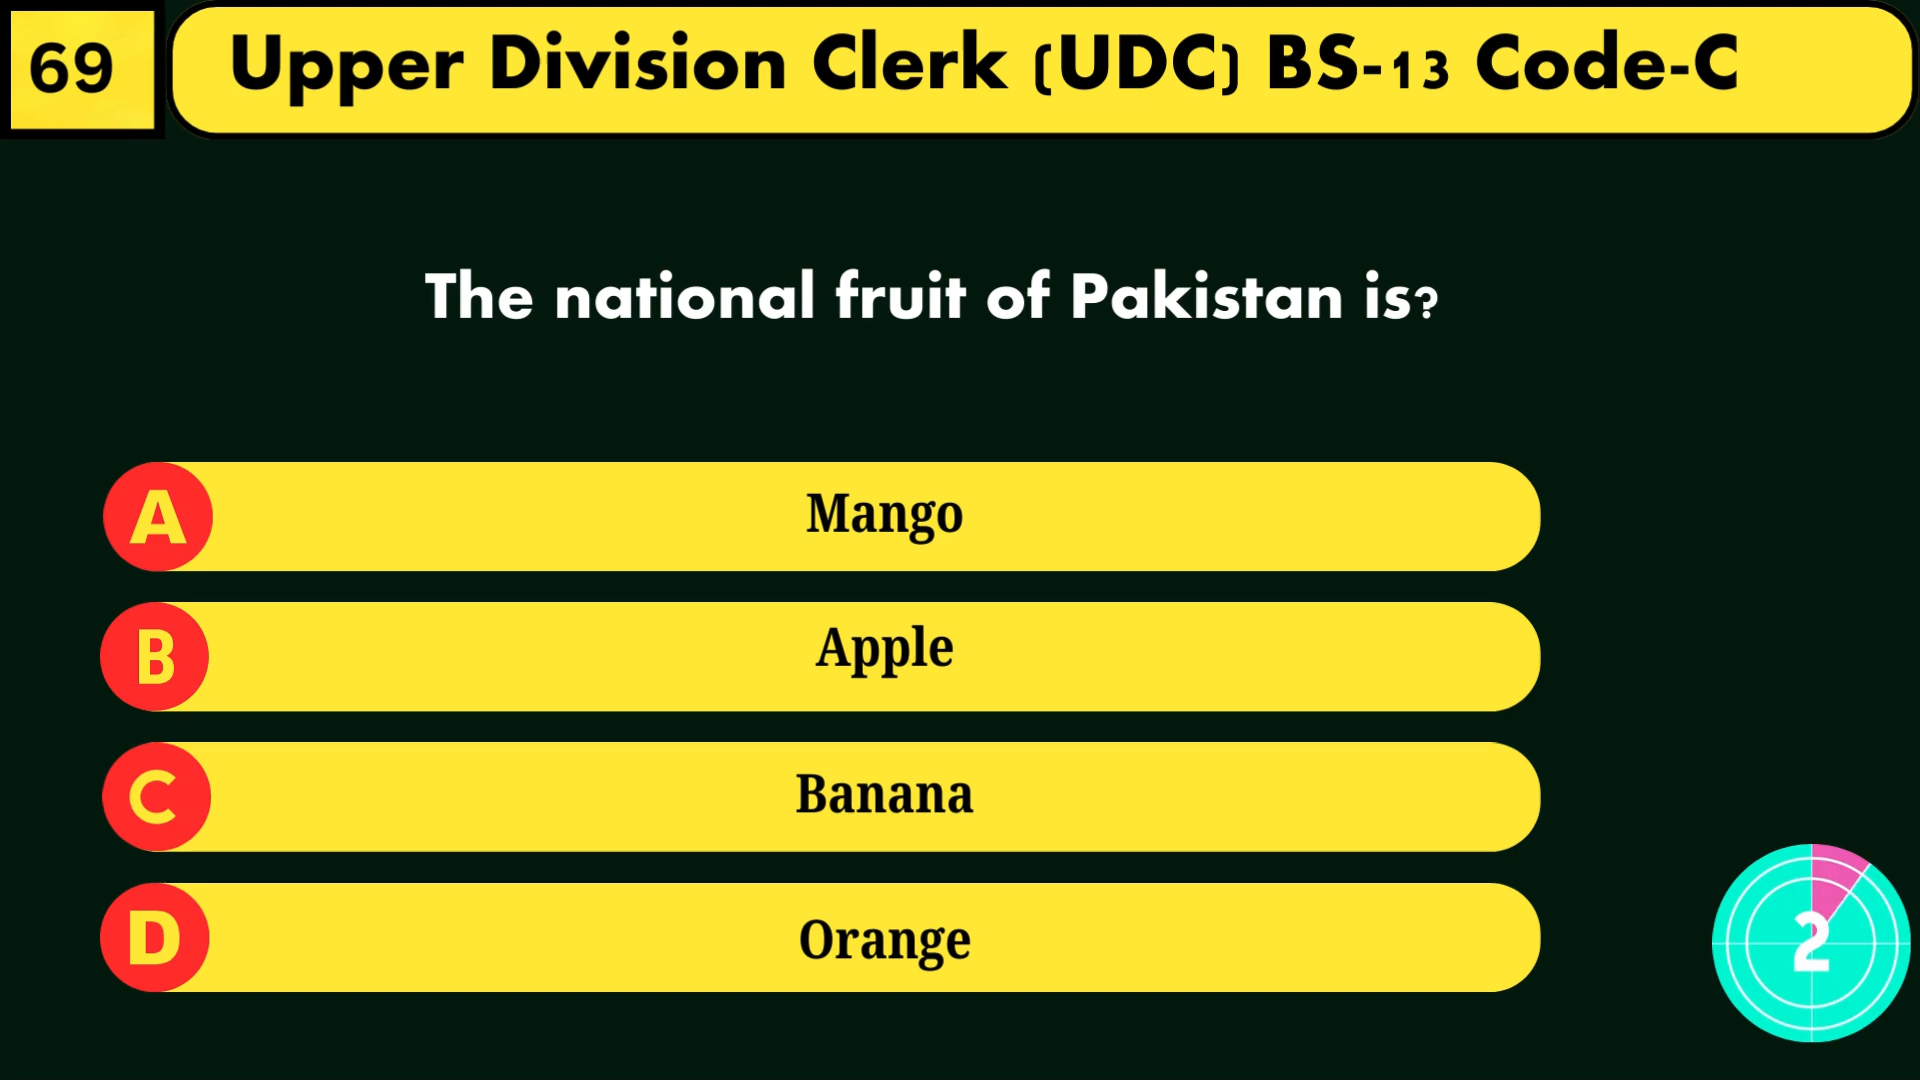 69
Upper Division Clerk (UDC) BS-13 Code-C
The national fruit of Pakistan is?
A Mango
B Apple
C Banana
D Orange
2